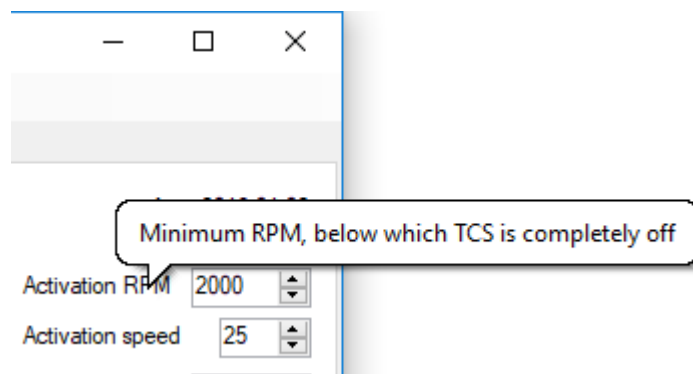 Minimum RPM, below which TCS is completely off
Activation RPM 2000
Activation speed 25